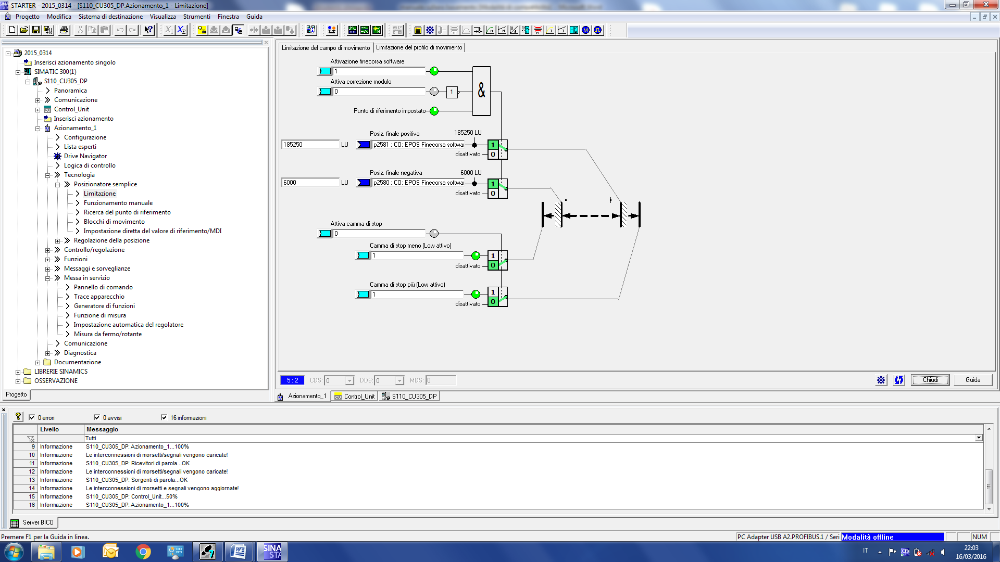 STARTER - 2015_0314 - [S110_CU305_DP.Azionamento_1 - Limitazione]
Progetto Modifica Sistema di destinazione Visualizza Strumenti Finestra Guida
2015_0314
Inserisci azionamento singolo
SIMATIC 300(1)
S110_CU305_DP
Panoramica
Comunicazione
Control_Unit
Inserisci azionamento
Azionamento_1
Configurazione
Lista esperti
Drive Navigator
Logica di controllo
Tecnologia
Posizionatore semplice
Limitazione
Funzionamento manuale
Ricerca del punto di riferimento
Blocchi di movimento
Impostazione diretta del valore di riferimento/MDI
Regolazione della posizione
Controllo/regolazione
Funzioni
Messaggi e sorveglianze
Messa in servizio
Pannello di comando
Trace apparecchio
Generatore di funzioni
Funzione di misura
Impostazione automatica del regolatore
Misura da fermo/rotante
Comunicazione
Diagnostica
Documentazione
LIBRERIE SINAMICS
OSSERVAZIONE
Progetto
Limitazione del campo di movimento Limitazione del profilo di movimento
Attivazione finecorsa software
1
Attiva correzione modulo
0 1 &
Punto di riferimento impostato
Posiz. finale positiva 185250 LU
185250 LU p2581 : CO: EPOS Finecorsa softwar 1
disattivato 0
Posiz. finale negativa 6000 LU
6000 LU p2580 : CO: EPOS Finecorsa softwar 1
disattivato 0
Attiva camma di stop
0
Camma di stop meno (Low attivo)
1 1
disattivato 0
Camma di stop più (Low attivo)
1 1
disattivato 0
5 : 2 CDS: 0 DDS: 0 MDS: 0 Chiudi Guida
Azionamento_1 Control_Unit S110_CU305_DP
0 errori 0 avvisi 16 informazioni
Livello Messaggio
Tutti
9 Informazione S110_CU305_DP: Azionamento_1...100%
10 Informazione Le interconnessioni di morsetti/segnali vengono caricate!
11 Informazione S110_CU305_DP: Ricevitori di parola...OK
12 Informazione Le interconnessioni di morsetti/segnali vengono caricate!
13 Informazione S110_CU305_DP: Sorgenti di parola...OK
14 Informazione Le interconnessioni di morsetti e segnali vengono aggiornate!
15 Informazione S110_CU305_DP: Control_Unit...50%
16 Informazione S110_CU305_DP: Azionamento_1...100%
Server BICO
Premere F1 per la Guida in linea. PC Adapter USB A2.PROFIBUS.1 / Seri Modalità offline NUM
IT 22:03
16/03/2016